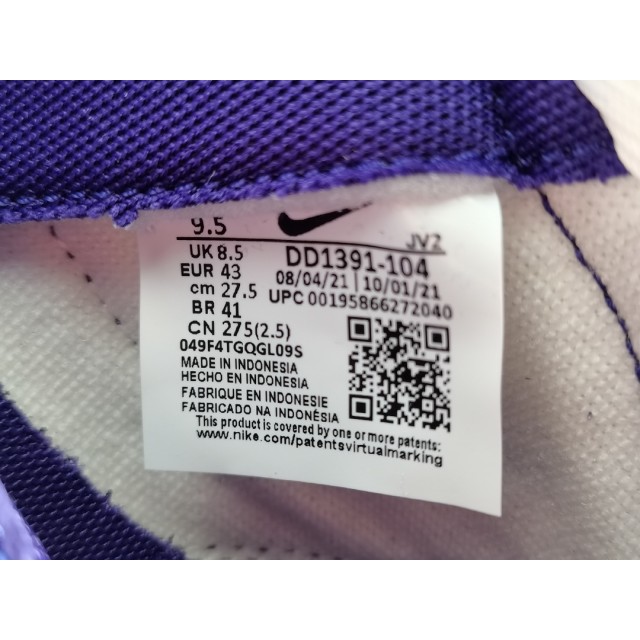 9.5
JV2
UK 8.5
DD1391-104
EUR 43
08/04/21 | 10/01/21
cm 27.5
UPC 00195866272040
BR 41
CN 275(2.5)
049F4TGQGL09S
MADE IN INDONESIA
HECHO EN INDONESIA
FABRIQUE EN INDONESIE
FABRICADO NA INDONÉSIA
This product is covered by one or more patents:
www.nike.com/patentsvirtualmarking